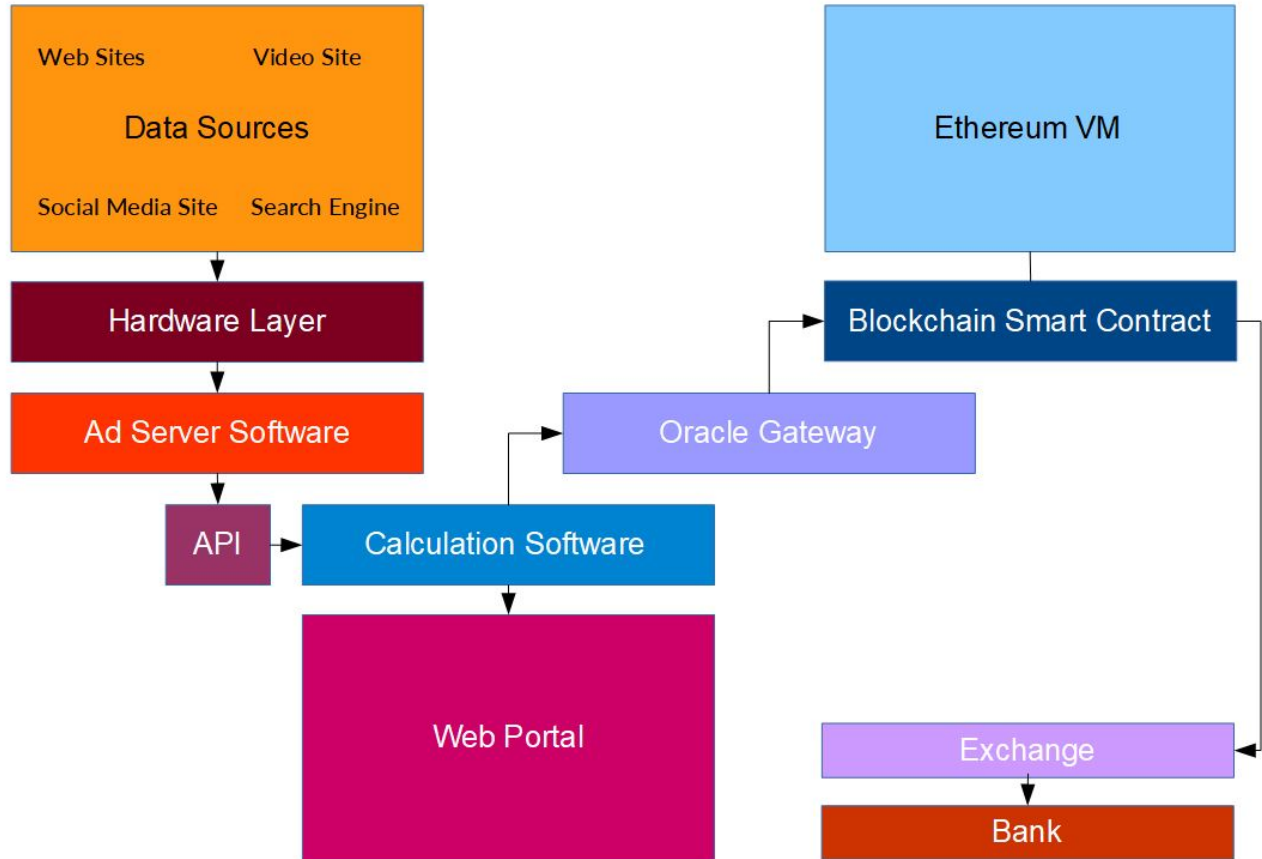 Web Sites
Video Site
Data Sources
Social Media Site
Search Engine
Ethereum VM
Hardware Layer
Blockchain Smart Contract
Ad Server Software
Oracle Gateway
API
Calculation Software
Web Portal
Exchange
Bank